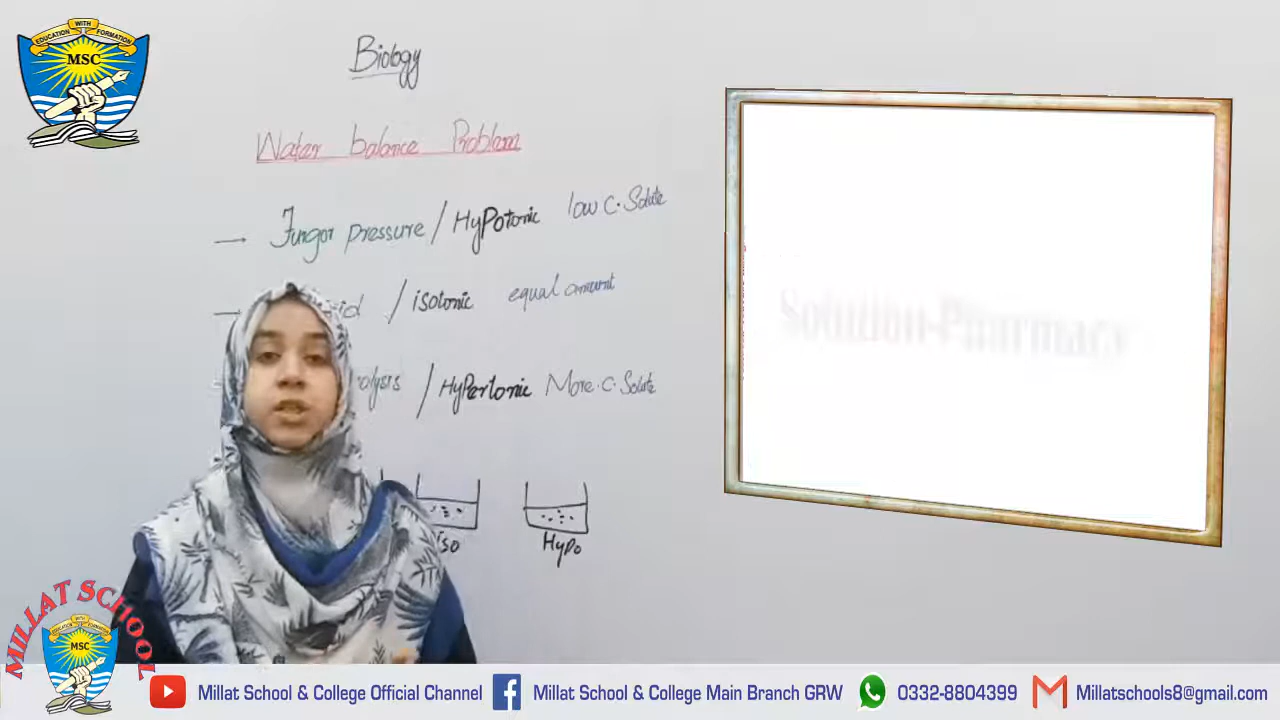 EDUCATION WITH FORMATION
MSC
Biology
Water balance Problem
→ Turgor pressure / HyPotonic low C. Solute
/ isotonic equal amount
/ HyPertonic More. C. Solute
iso
HyPo
Solution-Pharmacy
MILLAT SCHOOL
MSC
Millat School & College Official Channel
Millat School & College Main Branch GRW
0332-8804399
Millatschools8@gmail.com